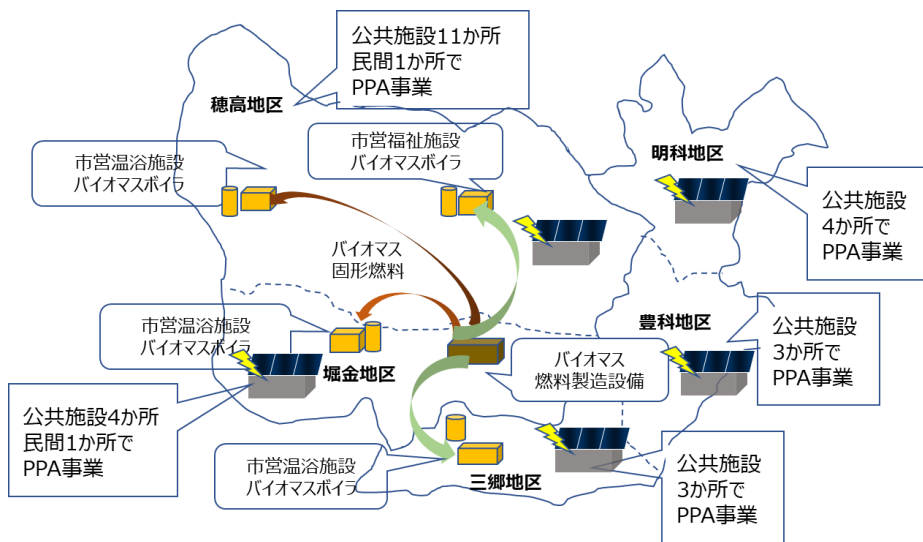 公共施設11か所
民間1か所で
PPA事業
穂高地区
市営温浴施設
バイオマスボイラ
市営福祉施設
バイオマスボイラ
明科地区
公共施設
4か所で
PPA事業
バイオマス
固形燃料
市営温浴施設
バイオマスボイラ
豊科地区
公共施設
3か所で
PPA事業
堀金地区
バイオマス
燃料製造設備
公共施設4か所
民間1か所で
PPA事業
市営温浴施設
バイオマスボイラ
三郷地区
公共施設
3か所で
PPA事業